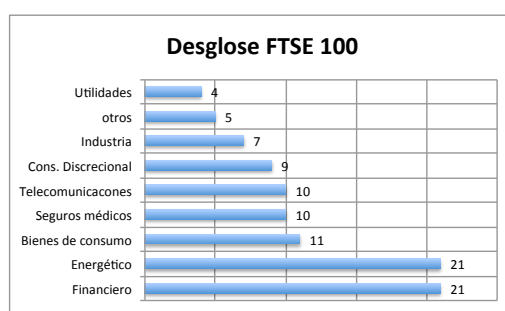 Desglose FTSE 100
Utilidades 4
otros 5
Industria 7
Cons. Discrecional 9
Telecomunicacones 10
Seguros médicos 10
Bienes de consumo 11
Energético 21
Financiero 21